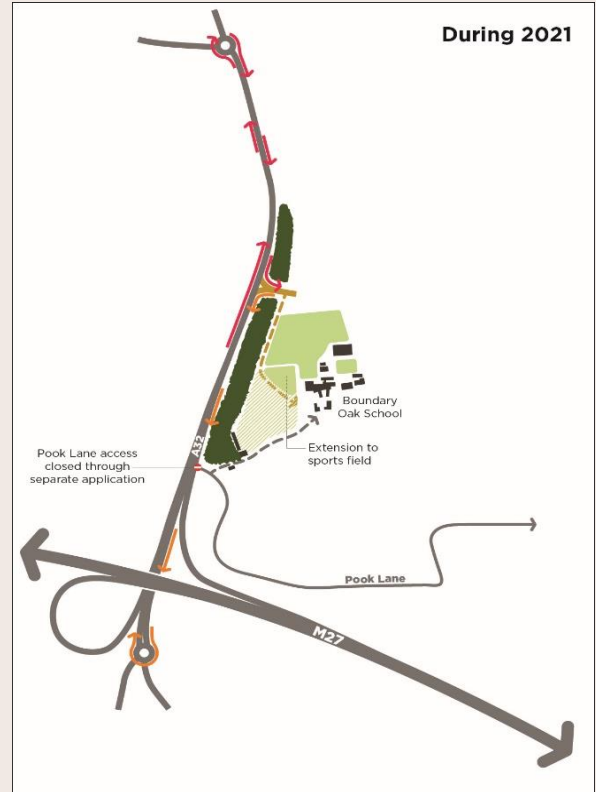 During 2021
Boundary
Oak School
Extension to
sports field
A32
Pook Lane access
closed through
separate application
Pook Lane
M27